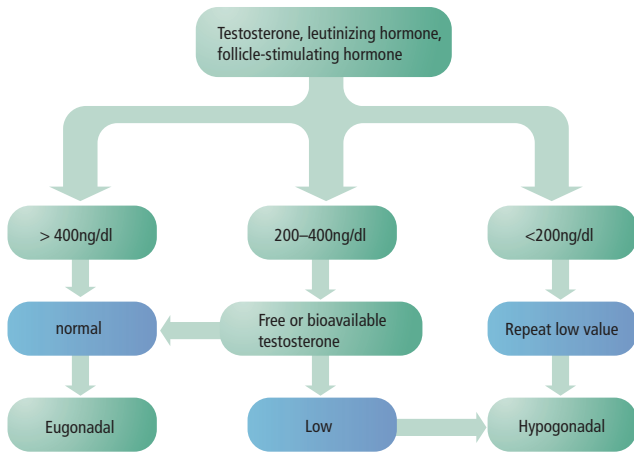 Testosterone, leutinizing hormone,
follicle-stimulating hormone
> 400ng/dl
200–400ng/dl
<200ng/dl
normal
Free or bioavailable
testosterone
Repeat low value
Eugonadal
Low
Hypogonadal